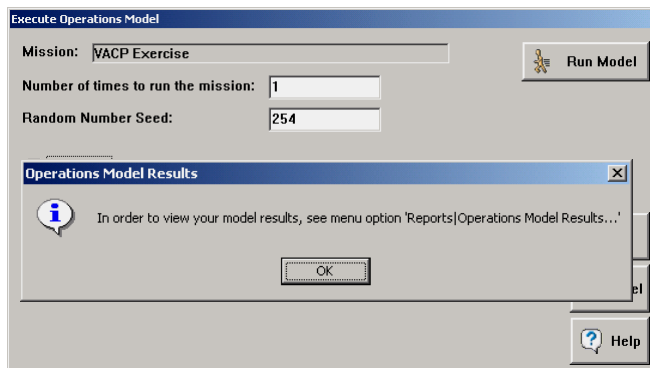 Execute Operations Model
Mission: VACP Exercise
Run Model
Number of times to run the mission: 1
Random Number Seed: 254
Operations Model Results
In order to view your model results, see menu option 'Reports|Operations Model Results...'
OK
el
Help